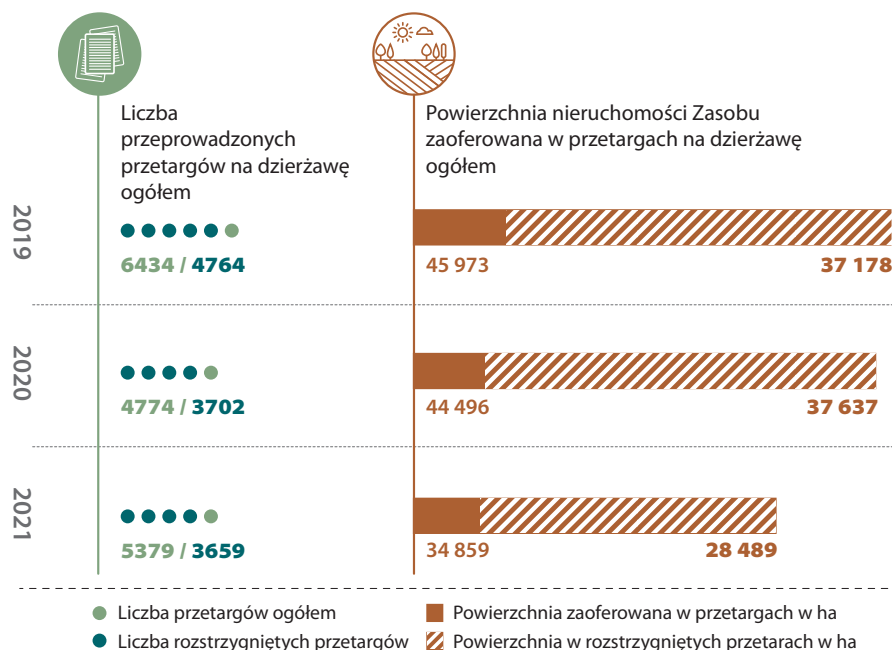 Liczba
przeprowadzonych
przetargów na dzierżawę
ogółem
Powierzchnia nieruchomości Zasobu
zaoferowana w przetargach na dzierżawę
ogółem
2019
6434 / 4764
45 973
37 178
2020
4774 / 3702
44 496
37 637
2021
5379 / 3659
34 859
28 489
Liczba przetargów ogółem
Liczba rozstrzygniętych przetargów
Powierzchnia zaoferowana w przetargach w ha
Powierzchnia w rozstrzygniętych przetarach w ha